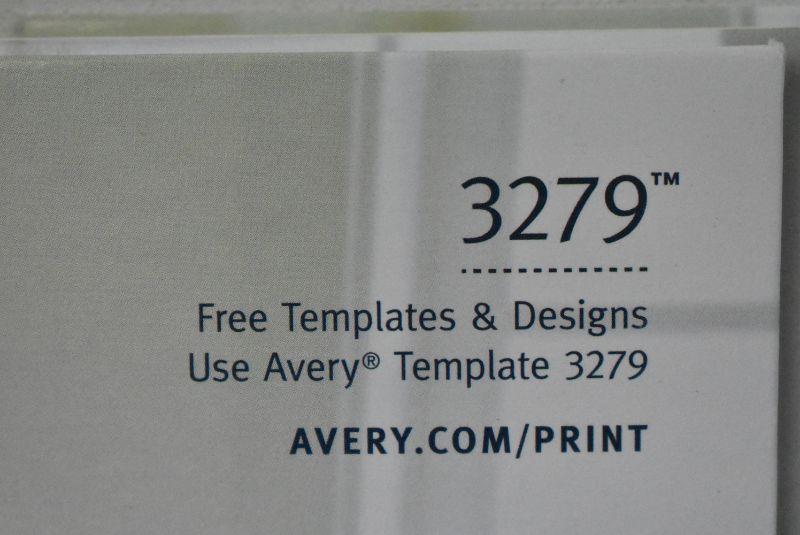 3279™
Free Templates & Designs
Use Avery® Template 3279
AVERY.COM/PRINT